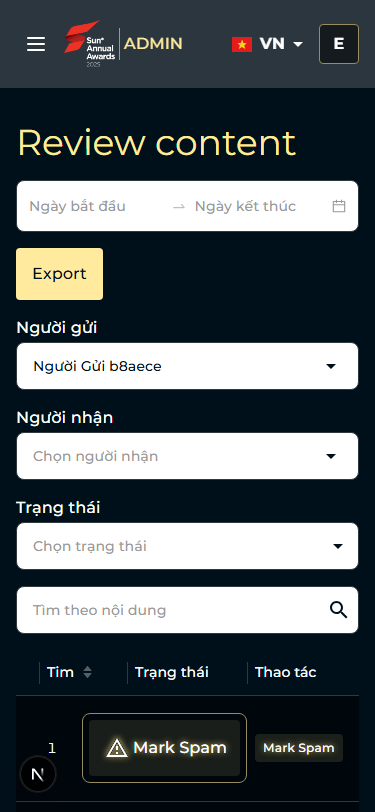 Sun*
Annual
Awards
2025
ADMIN
VN
E
Review content
Ngày bắt đầu
Ngày kết thúc
Export
Người gửi
Người Gửi b8aece
Người nhận
Chọn người nhận
Trạng thái
Chọn trạng thái
Tìm theo nội dung
Tim
Trạng thái
Thao tác
1
Mark Spam
Mark Spam
N